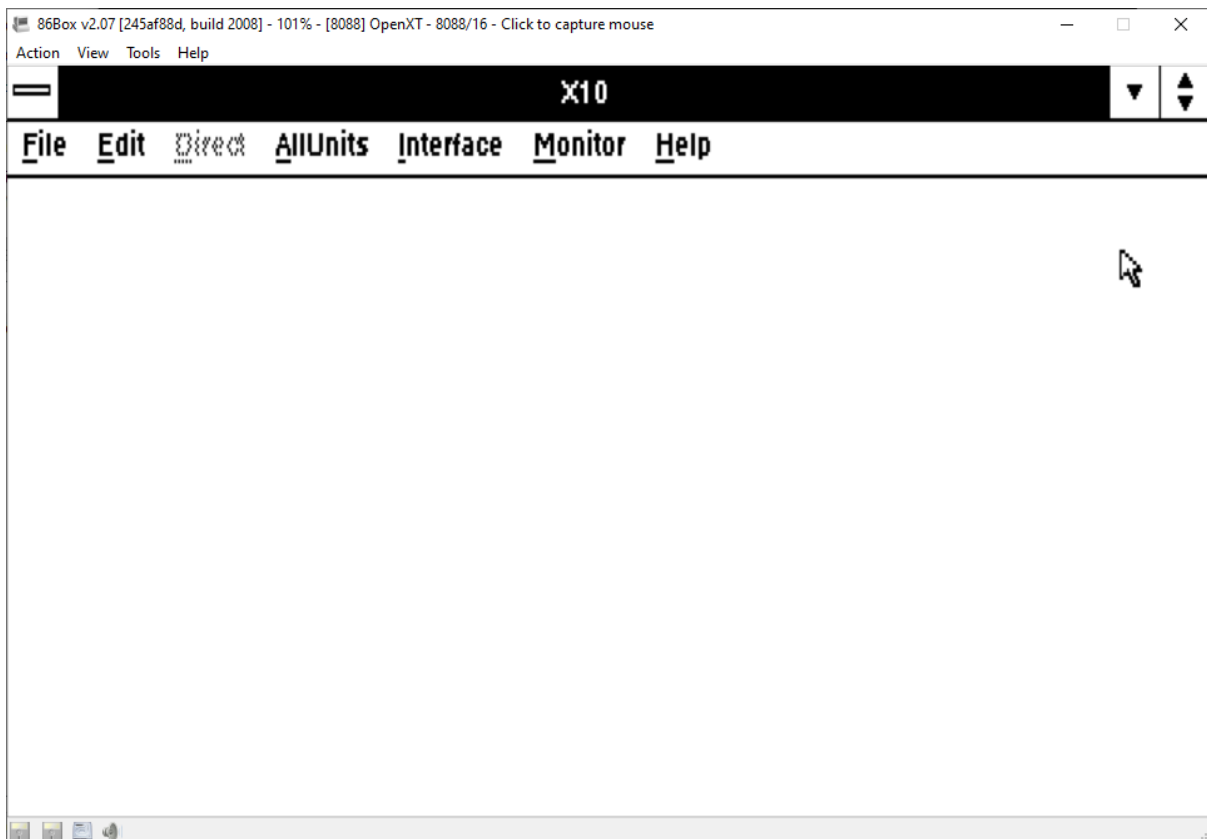 86Box v2.07 [245af88d, build 2008] - 101% - [8088] OpenXT - 8088/16 - Click to capture mouse
Action View Tools Help
X10
File Edit Direct AllUnits Interface Monitor Help